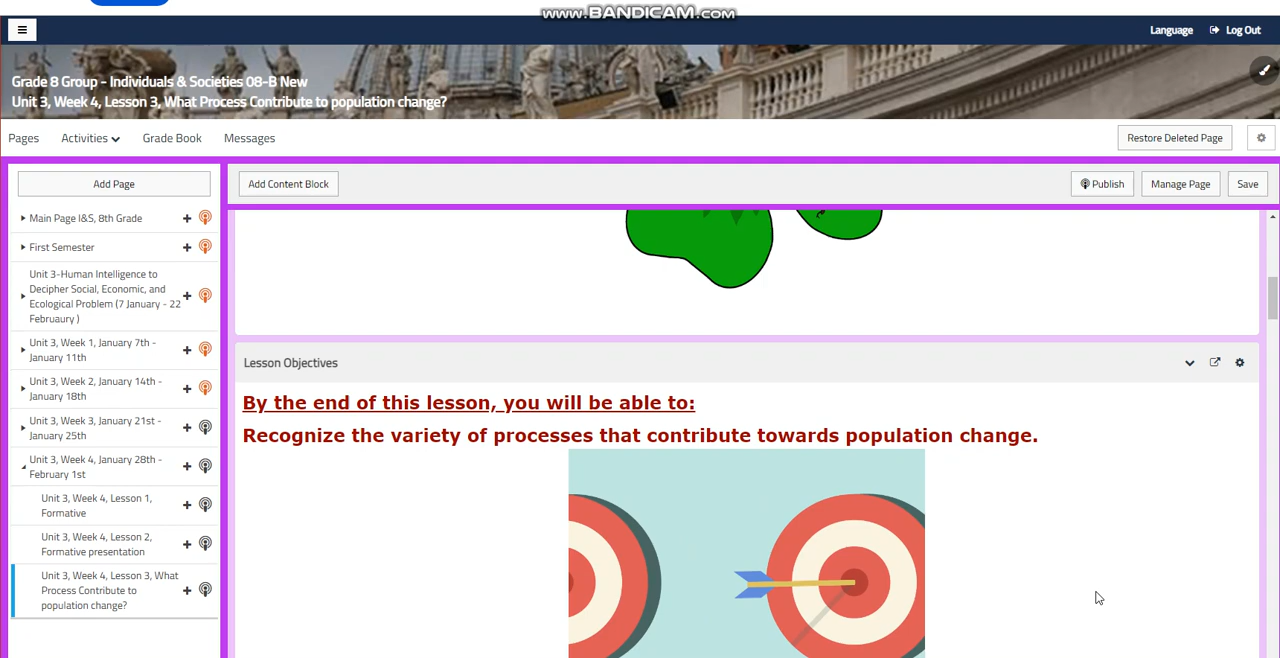 www.BANDICAM.com
Language
Log Out
Grade 8 Group - Individuals & Societies 08-B New
Unit 3, Week 4, Lesson 3, What Process Contribute to population change?
Pages
Activities
Grade Book
Messages
Restore Deleted Page
Add Page
Add Content Block
Publish
Manage Page
Save
Main Page I&S, 8th Grade
First Semester
Unit 3-Human Intelligence to
Decipher Social, Economic, and
Ecological Problem (7 January - 22
Februaury )
Unit 3, Week 1, January 7th -
January 11th
Unit 3, Week 2, January 14th -
January 18th
Unit 3, Week 3, January 21st -
January 25th
Unit 3, Week 4, January 28th -
February 1st
Unit 3, Week 4, Lesson 1,
Formative
Unit 3, Week 4, Lesson 2,
Formative presentation
Unit 3, Week 4, Lesson 3, What
Process Contribute to
population change?
Lesson Objectives
By the end of this lesson, you will be able to:
Recognize the variety of processes that contribute towards population change.